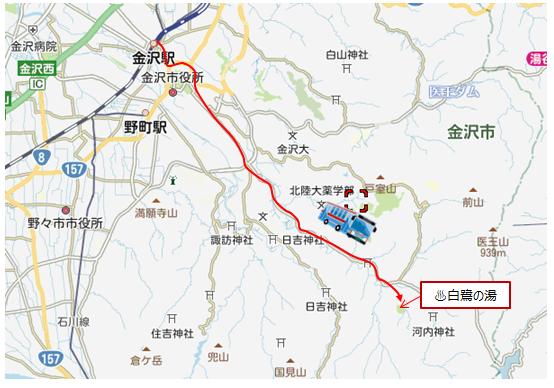 金沢病院
金沢駅
白山神社
湯谷
金沢西
IC
金沢市役所
医王ダム
野町駅
金沢市
金沢大
8
157
北陸大薬学部
戸室山
前山
満願寺山
野々市市役所
157
諏訪神社
日吉神社
医王山
939m
♨白鷺の湯
日吉神社
河内神社
石川線
住吉神社
倉ケ岳
兜山
国見山